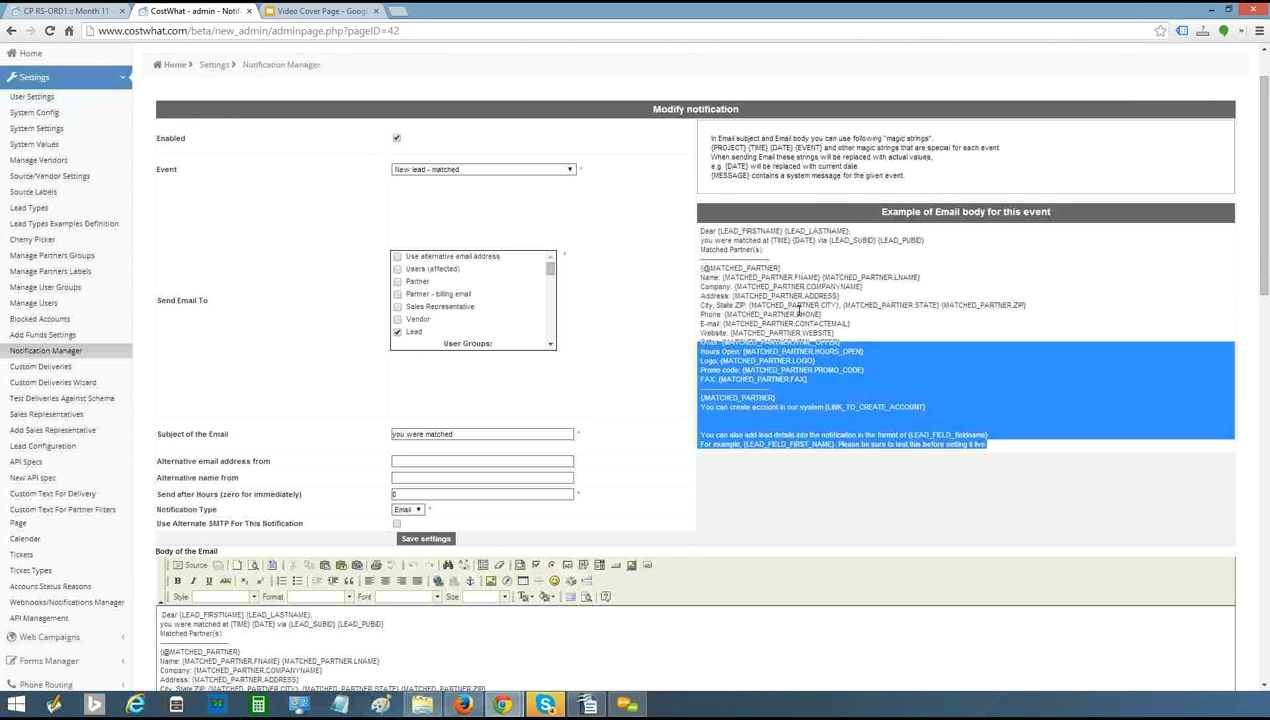 CP RS-ORD1 :: Month 11
CostWhat - admin - Notifi
Video Cover Page - Googl
www.costwhat.com/beta/new_admin/adminpage.php?pageID=42
Home
Settings
User Settings
System Config
System Settings
System Values
Manage Vendors
Source/Vendor Settings
Source Labels
Lead Types
Lead Types Examples Definition
Cherry Picker
Manage Partners Groups
Manage Partners Labels
Manage User Groups
Manage Users
Blocked Accounts
Add Funds Settings
Notification Manager
Custom Deliveries
Custom Deliveries Wizard
Test Deliveries Against Schema
Sales Representatives
Add Sales Representative
Lead Configuration
API Specs
New API spec
Custom Text For Delivery
Custom Text For Partner Filters
Page
Calendar
Tickets
Ticket Types
Account Status Reasons
Webhooks/Notifications Manager
API Management
Web Campaigns
Forms Manager
Phone Routing
Home > Settings > Notification Manager
Modify notification
Enabled
Event
New lead - matched
*
Send Email To
Use alternative email address
Users (affected)
Partner
Partner - billing email
Sales Representative
Vendor
Lead
User Groups:
*
Subject of the Email
you were matched
*
Alternative email address from
Alternative name from
Send after Hours (zero for immediately)
0
*
Notification Type
Email
*
Use Alternate SMTP For This Notification
Save settings
In Email subject and Email body you can use following "magic strings".
{PROJECT} {TIME} {DATE} {EVENT} and other magic strings that are special for each event
When sending Email these strings will be replaced with actual values,
e.g. {DATE} will be replaced with current date
{MESSAGE} contains a system message for the given event.
Example of Email body for this event
Dear {LEAD_FIRSTNAME} {LEAD_LASTNAME},
you were matched at {TIME} {DATE} via {LEAD_SUBID} {LEAD_PUBID}
Matched Partner(s):
---------------------------
{@MATCHED_PARTNER}
Name: {MATCHED_PARTNER.FNAME} {MATCHED_PARTNER.LNAME}
Company: {MATCHED_PARTNER.COMPANYNAME}
Address: {MATCHED_PARTNER.ADDRESS}
City, State ZIP: {MATCHED_PARTNER.CITY}, {MATCHED_PARTNER.STATE} {MATCHED_PARTNER.ZIP}
Phone: {MATCHED_PARTNER.PHONE}
E-mail: {MATCHED_PARTNER.CONTACTEMAIL}
Website: {MATCHED_PARTNER.WEBSITE}
Offer: {MATCHED_PARTNER.HTML_OFFER}
Hours Open: {MATCHED_PARTNER.HOURS_OPEN}
Logo: {MATCHED_PARTNER.LOGO}
Promo code: {MATCHED_PARTNER.PROMO_CODE}
FAX: {MATCHED_PARTNER.FAX}
---------------------------
{/MATCHED_PARTNER}
You can create account in our system {LINK_TO_CREATE_ACCOUNT}
You can also add lead details into the notification in the format of {LEAD_FIELD_fieldname}.
For example, {LEAD_FIELD_FIRST_NAME}. Please be sure to test this before setting it live.
Body of the Email
Source
B I U ABC
Style Format Font Size
Dear {LEAD_FIRSTNAME} {LEAD_LASTNAME},
you were matched at {TIME} {DATE} via {LEAD_SUBID} {LEAD_PUBID}
Matched Partner(s):
---------------------------
{@MATCHED_PARTNER}
Name: {MATCHED_PARTNER.FNAME} {MATCHED_PARTNER.LNAME}
Company: {MATCHED_PARTNER.COMPANYNAME}
Address: {MATCHED_PARTNER.ADDRESS}
City, State ZIP: {MATCHED_PARTNER.CITY}, {MATCHED_PARTNER.STATE} {MATCHED_PARTNER.ZIP}